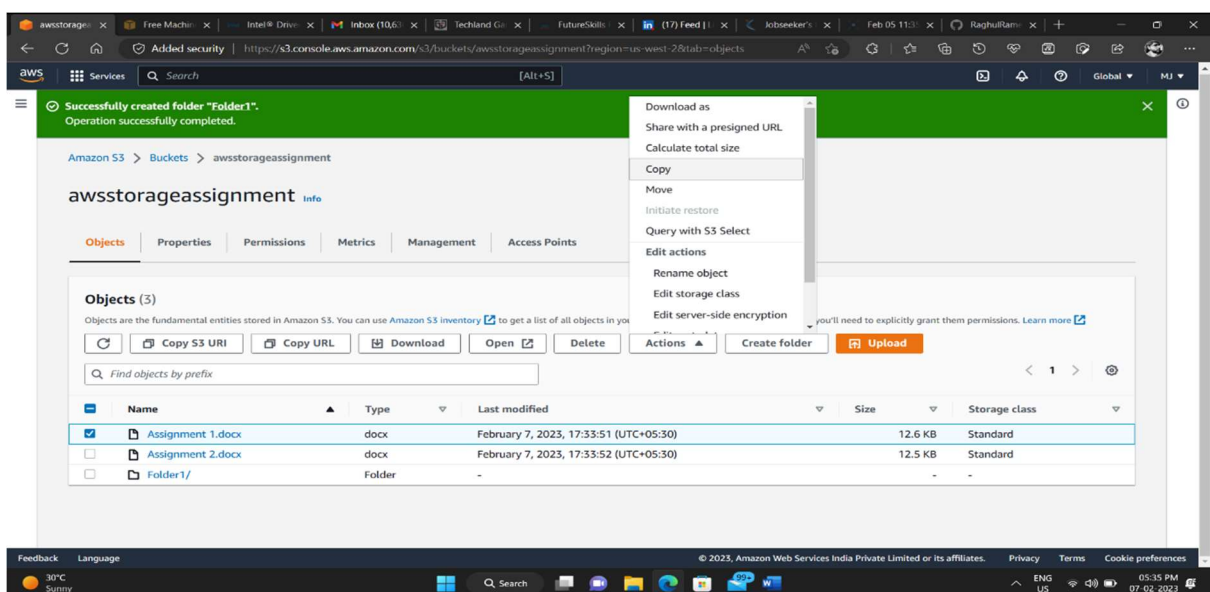 awsstorage
Free Machin
Intel® Drive
Inbox (10,63
Techland Ga
FutureSkills
(17) Feed | L
Jobseeker's
Feb 05 11:3
RaghulRam
Added security | https://s3.console.aws.amazon.com/s3/buckets/awsstorageassignment?region=us-west-2&tab=objects
aws Services Search [Alt+S] Global ▼ MJ ▼
Successfully created folder "Folder1".
Operation successfully completed.
Amazon S3 > Buckets > awsstorageassignment
awsstorageassignment Info
Objects Properties Permissions Metrics Management Access Points
Download as
Share with a presigned URL
Calculate total size
Copy
Move
Initiate restore
Query with S3 Select
Edit actions
Rename object
Edit storage class
Edit server-side encryption
Objects (3)
Objects are the fundamental entities stored in Amazon S3. You can use Amazon S3 inventory to get a list of all objects in you you'll need to explicitly grant them permissions. Learn more
Copy S3 URI Copy URL Download Open Delete Actions ▲ Create folder Upload
Find objects by prefix < 1 >
Name ▲ Type Last modified Size Storage class
Assignment 1.docx docx February 7, 2023, 17:33:51 (UTC+05:30) 12.6 KB Standard
Assignment 2.docx docx February 7, 2023, 17:33:52 (UTC+05:30) 12.5 KB Standard
Folder1/ Folder - - -
Feedback Language © 2023, Amazon Web Services India Private Limited or its affiliates. Privacy Terms Cookie preferences
30°C
Sunny
Search
99+
ENG
US
05:35 PM
07-02-2023